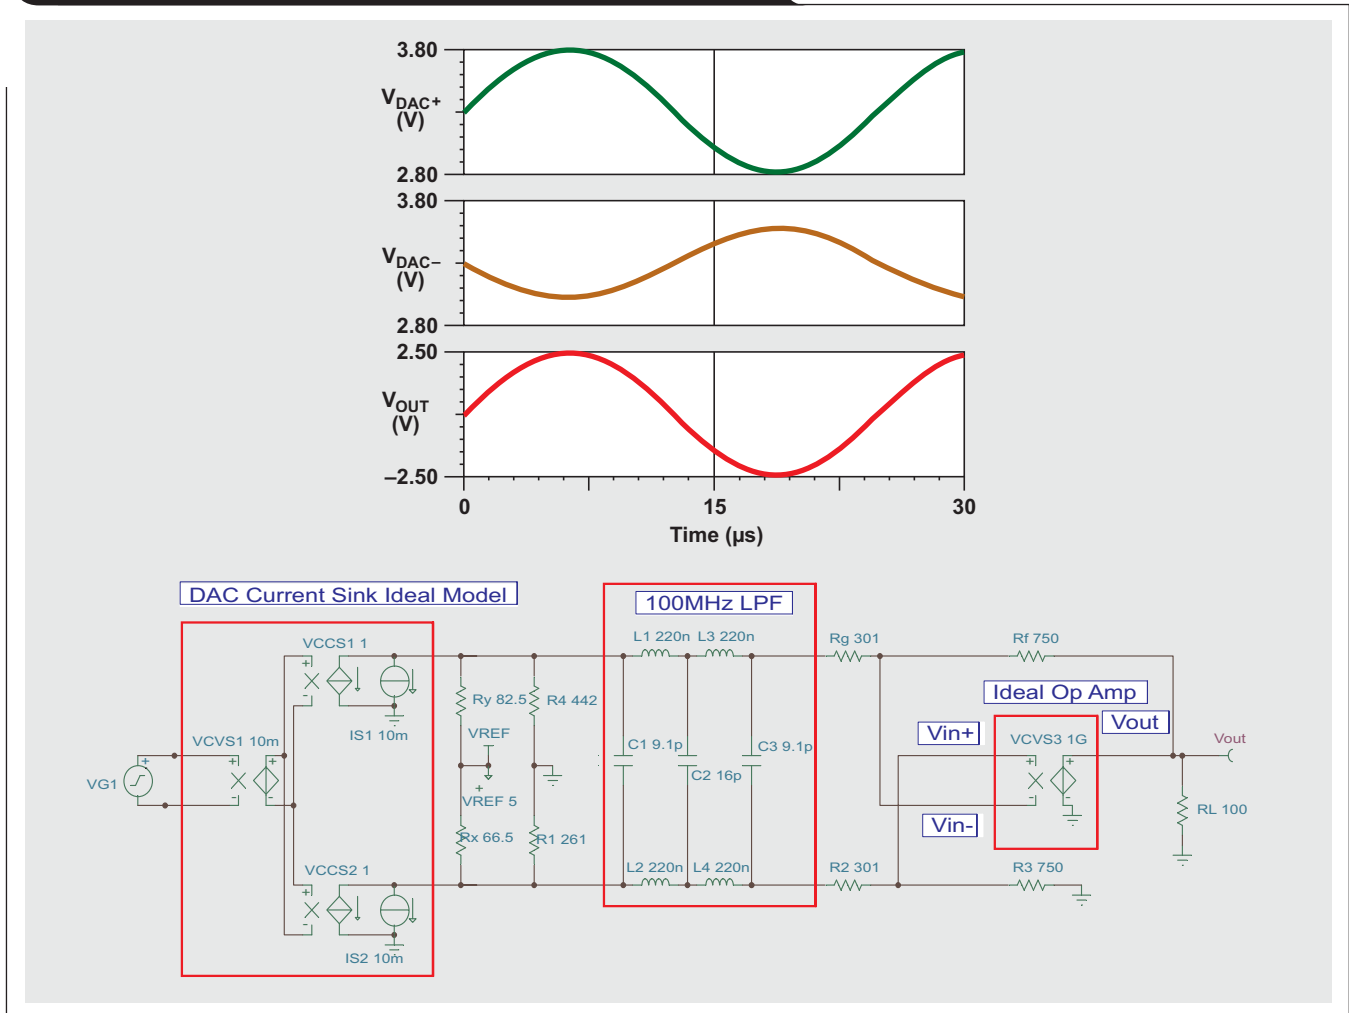 3.80
V_DAC+
(V)
2.80
3.80
V_DAC–
(V)
2.80
2.50
V_OUT
(V)
–2.50
0
15
30
Time (µs)
DAC Current Sink Ideal Model
100MHz LPF
VCCS1 1
L1 220n
L3 220n
Rg 301
Rf 750
+
-
Ry 82.5
R4 442
Ideal Op Amp
IS1 10m
VREF
Vin+
Vout
VCVS1 10m
C1 9.1p
C3 9.1p
VCVS3 1G
Vout
VG1
+
+
-
+
-
C2 16p
+
-
+
-
VREF 5
+
RL 100
Rx 66.5
R1 261
Vin-
VCCS2 1
L2 220n
L4 220n
R2 301
R3 750
+
-
IS2 10m